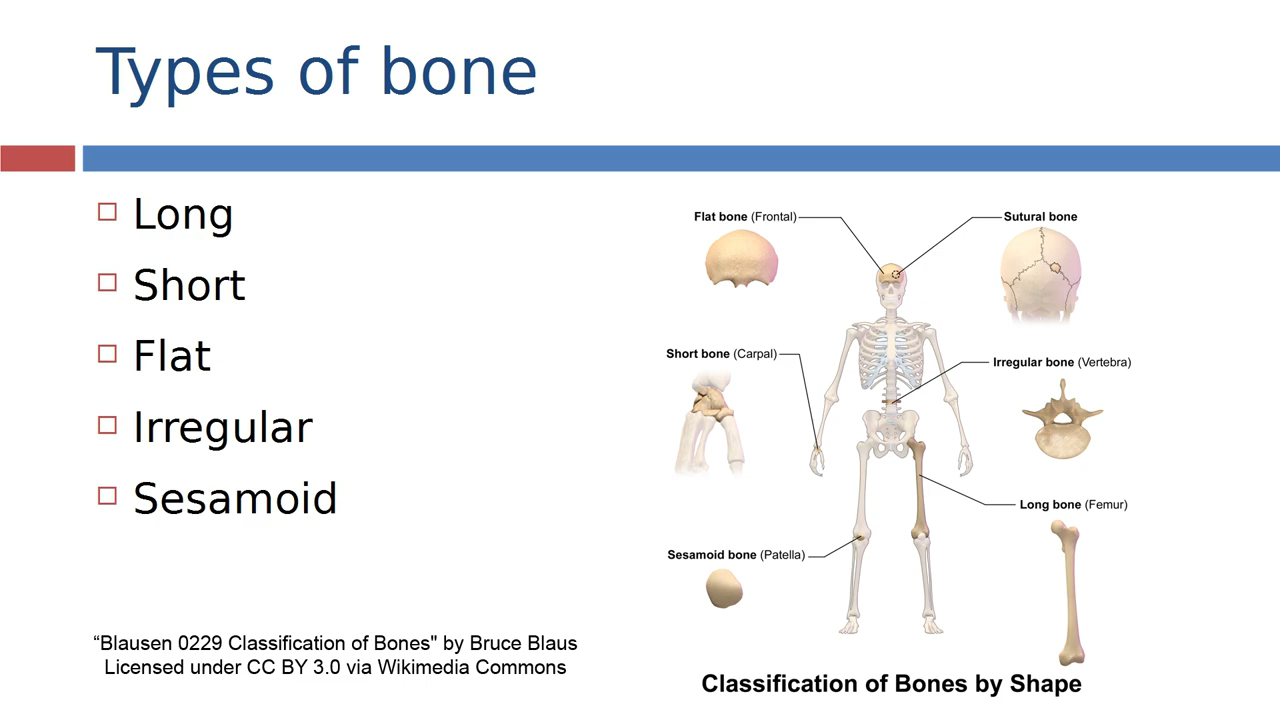 Types of bone
Long
Short
Flat
Irregular
Sesamoid
“Blausen 0229 Classification of Bones" by Bruce Blaus
Licensed under CC BY 3.0 via Wikimedia Commons
Flat bone (Frontal)
Sutural bone
Short bone (Carpal)
Irregular bone (Vertebra)
Long bone (Femur)
Sesamoid bone (Patella)
Classification of Bones by Shape